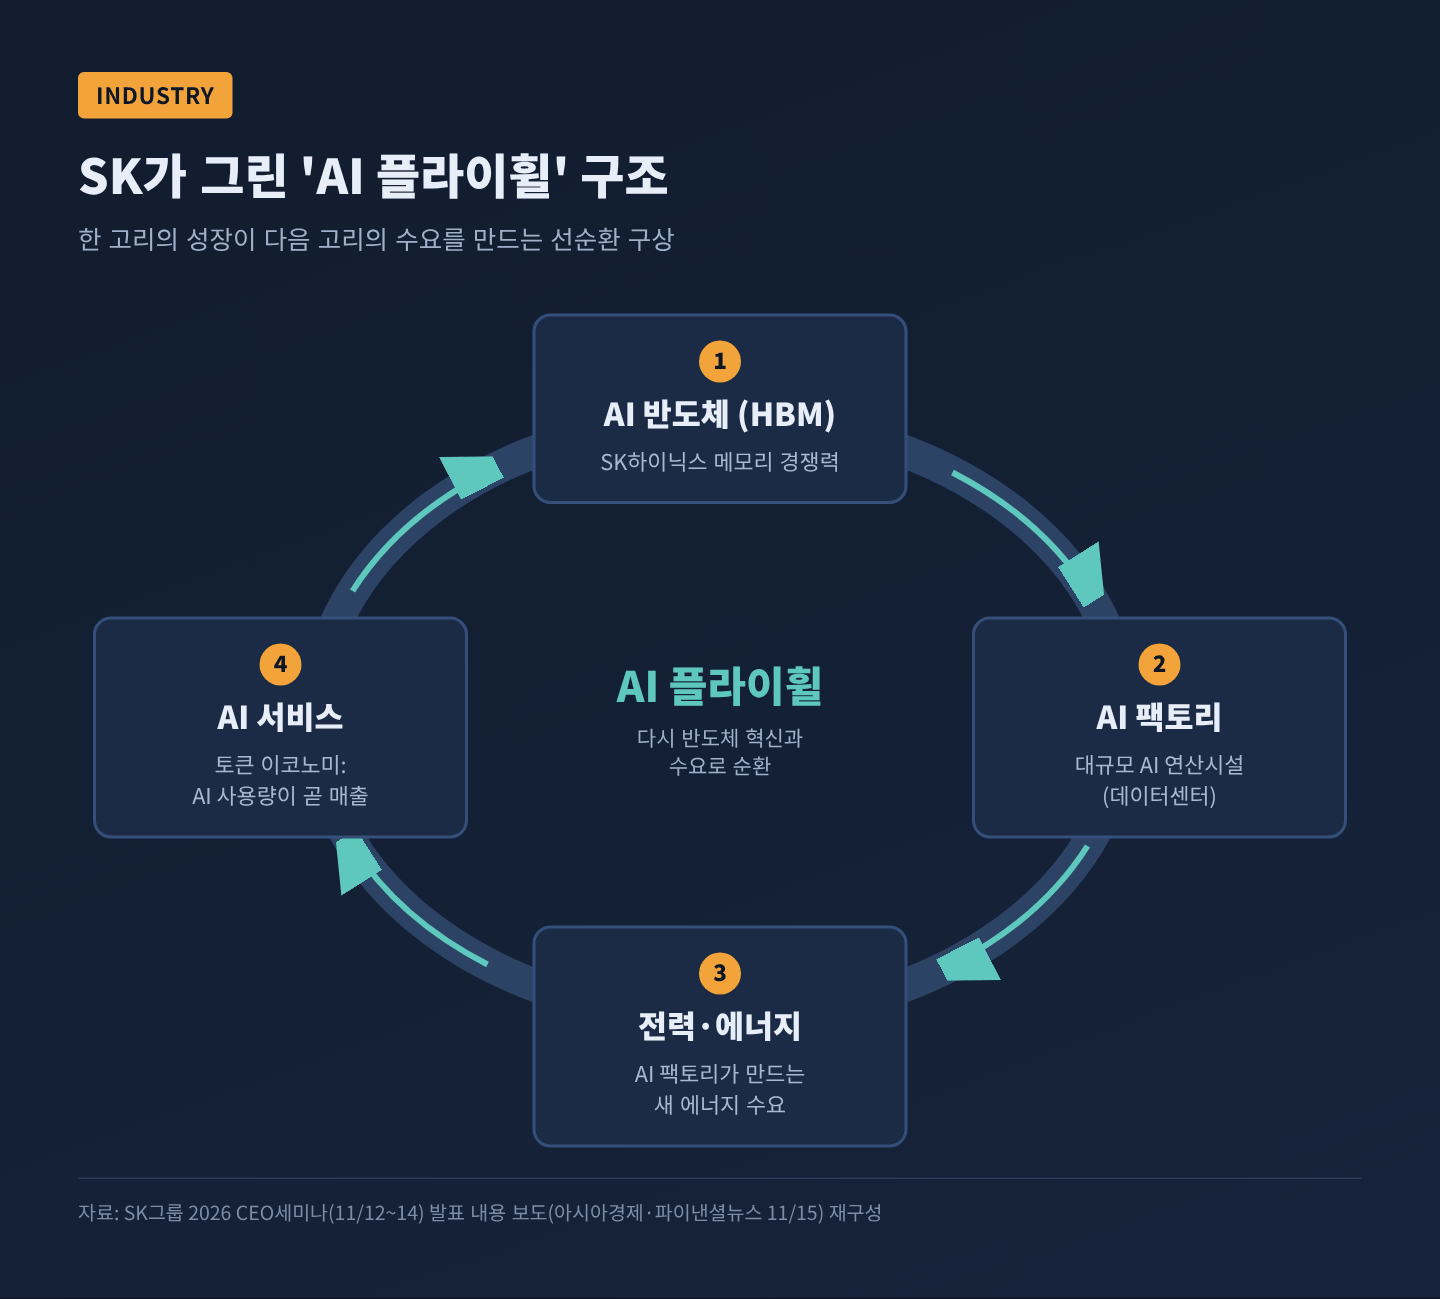 INDUSTRY
SK가 그린 'AI 플라이휠' 구조
한 고리의 성장이 다음 고리의 수요를 만드는 선순환 구상
1
AI 반도체 (HBM)
SK하이닉스 메모리 경쟁력
4
AI 서비스
토큰 이코노미:
AI 사용량이 곧 매출
AI 플라이휠
다시 반도체 혁신과
수요로 순환
2
AI 팩토리
대규모 AI 연산시설
(데이터센터)
3
전력·에너지
AI 팩토리가 만드는
새 에너지 수요
자료: SK그룹 2026 CEO세미나(11/12~14) 발표 내용 보도(아시아경제·파이낸셜뉴스 11/15) 재구성